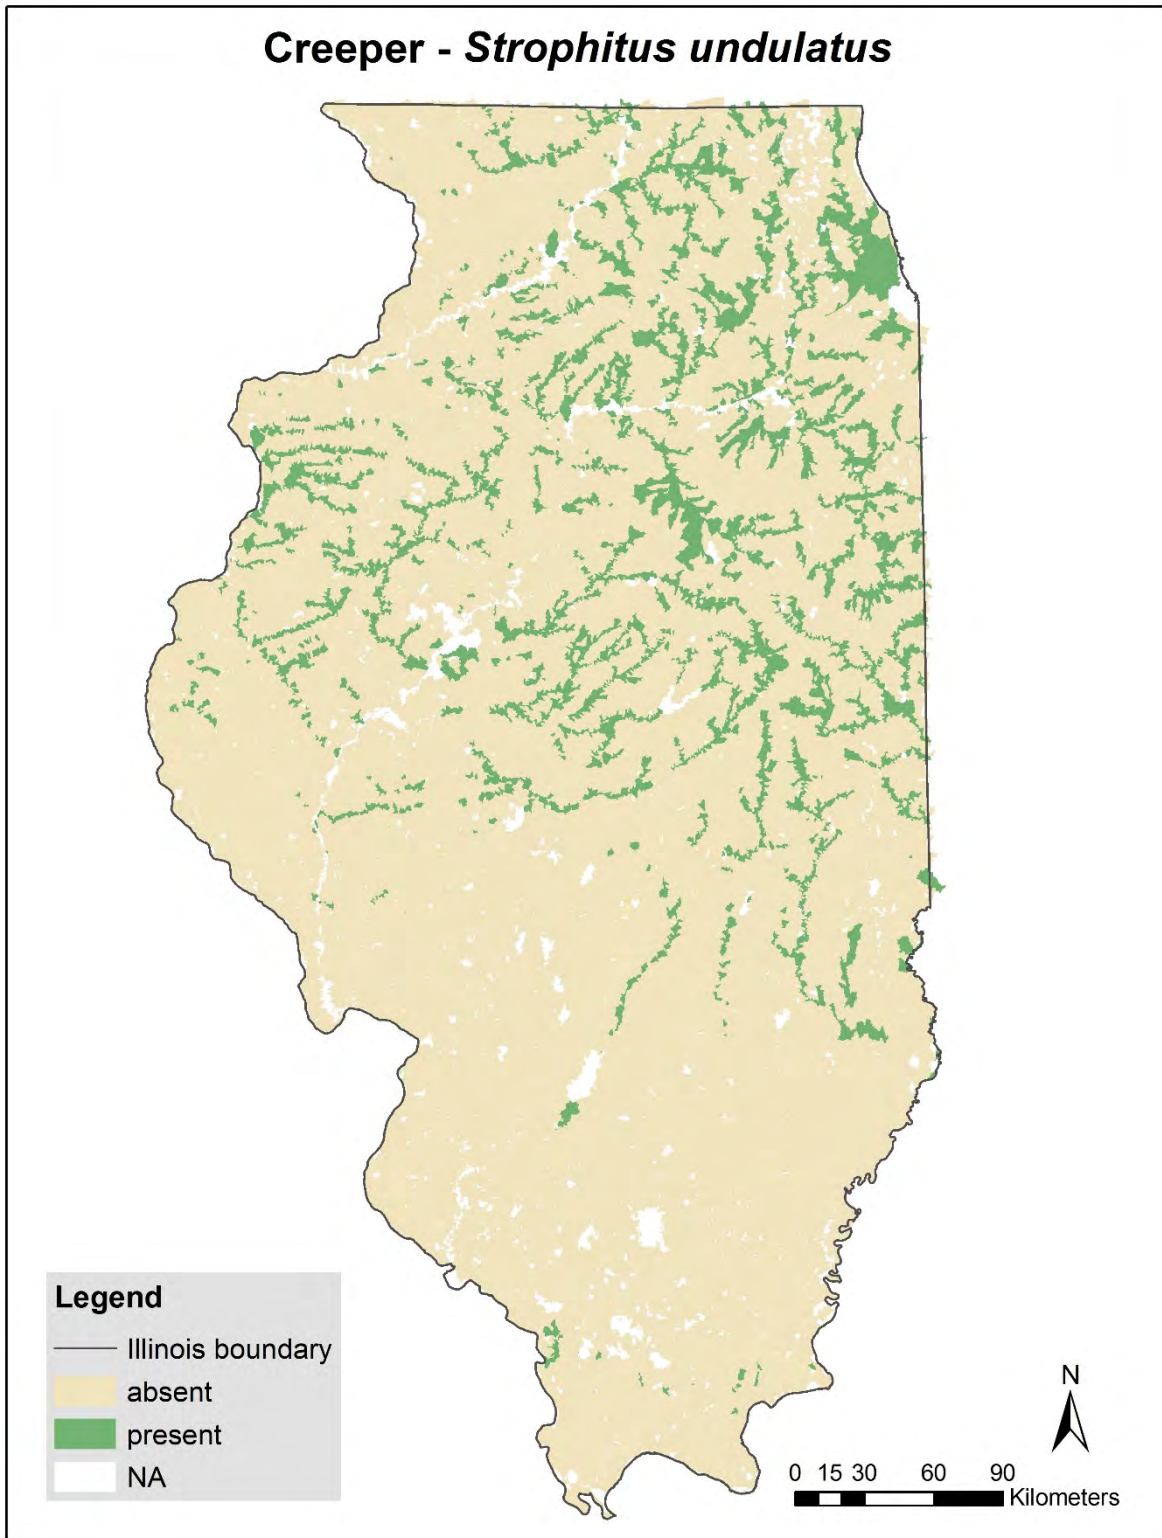 Creeper - Strophitus undulatus
Legend
Illinois boundary
absent
present
NA
N
0 15 30 60 90
Kilometers